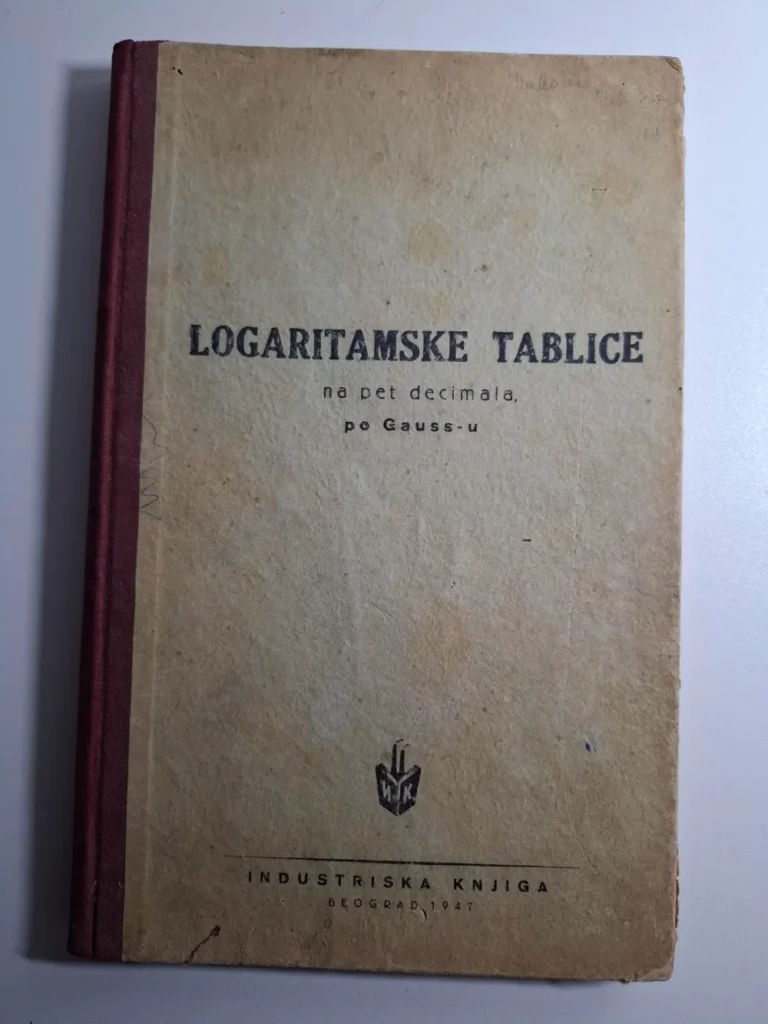 LOGARITAMSKE TABLICE
na pet decimala,
po Gauss-u
И К
INDUSTRISKA KNJIGA
BEOGRAD, 1947